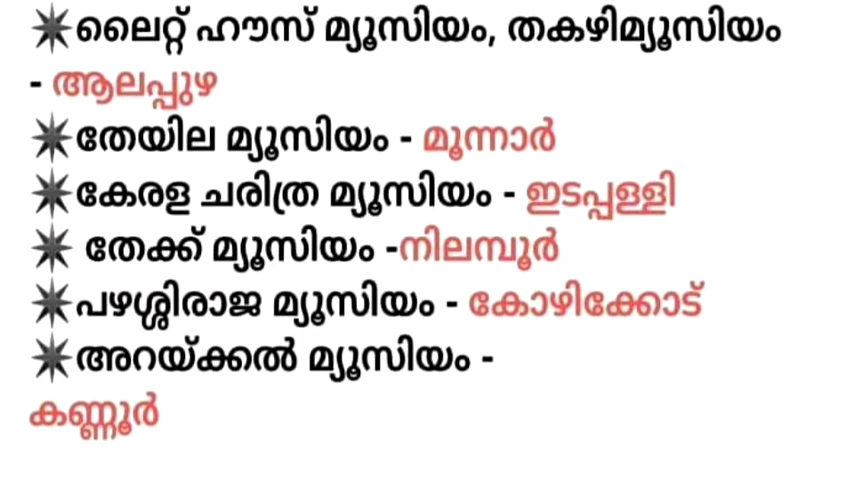 ✷ലൈറ്റ് ഹൗസ് മ്യൂസിയം, തകഴിമ്യൂസിയം
- ആലപ്പുഴ
✷തേയില മ്യൂസിയം - മൂന്നാർ
✷കേരള ചരിത്ര മ്യൂസിയം - ഇടപ്പള്ളി
✷ തേക്ക് മ്യൂസിയം -നിലമ്പൂർ
✷പഴശ്ശിരാജ മ്യൂസിയം - കോഴിക്കോട്
✷അറയ്ക്കൽ മ്യൂസിയം -
കണ്ണൂർ